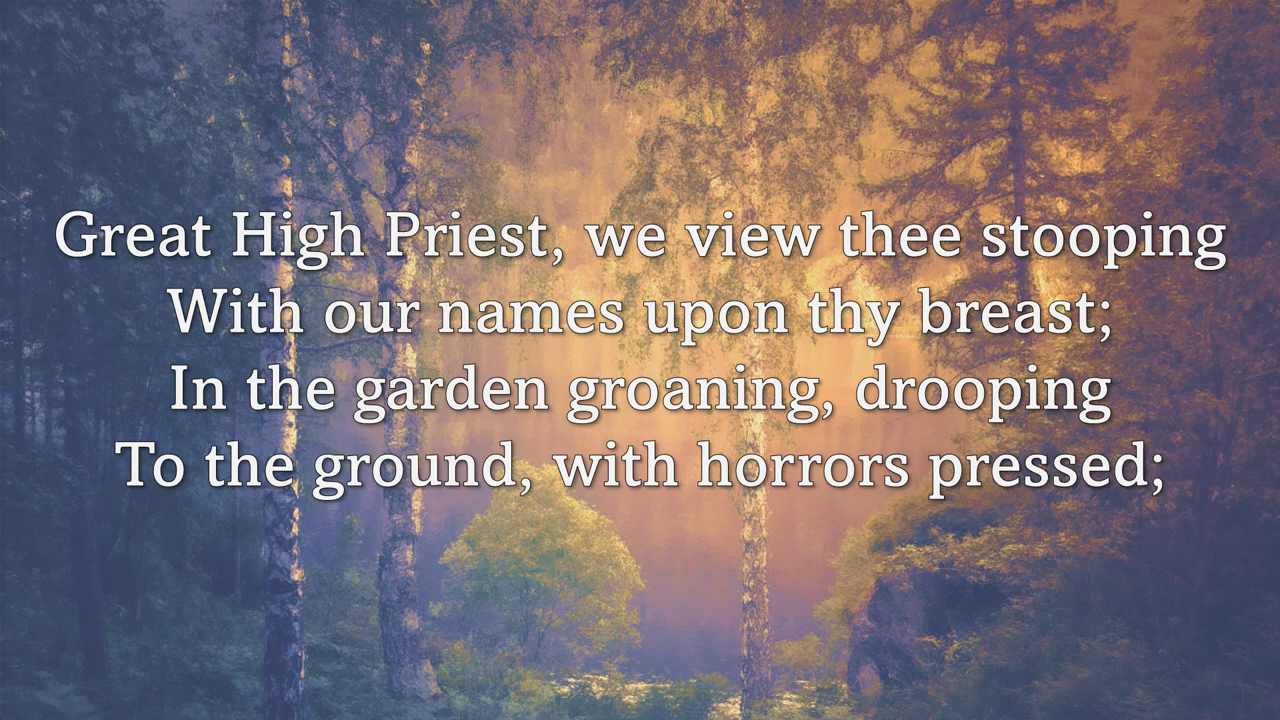 Great High Priest, we view thee stooping
With our names upon thy breast;
In the garden groaning, drooping
To the ground, with horrors pressed;